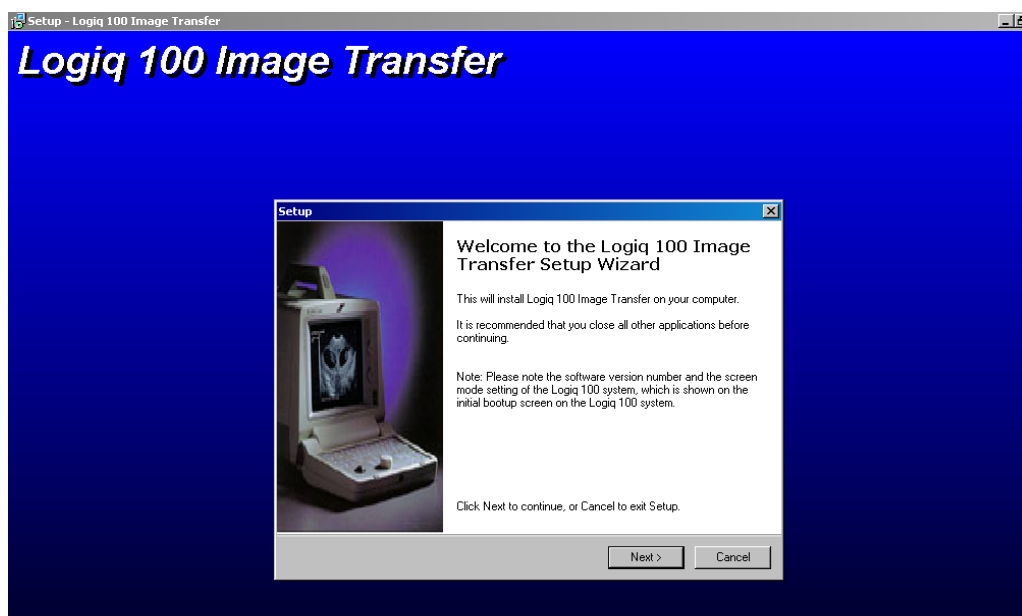 Setup - Logiq 100 Image Transfer
Logiq 100 Image Transfer
Setup
Welcome to the Logiq 100 Image
Transfer Setup Wizard
This will install Logiq 100 Image Transfer on your computer.
It is recommended that you close all other applications before
continuing.
Note: Please note the software version number and the screen
mode setting of the Logiq 100 system, which is shown on the
initial bootup screen on the Logiq 100 system.
Click Next to continue, or Cancel to exit Setup.
Next >
Cancel